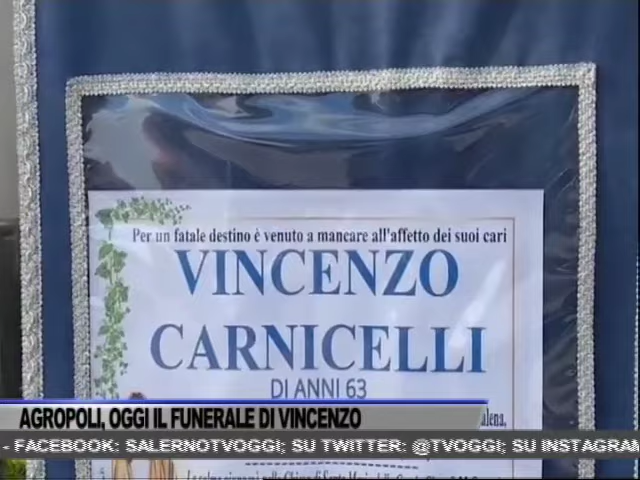 Per un fatale destino è venuto a mancare all'affetto dei suoi cari
VINCENZO
CARNICELLI
DI ANNI 63
AGROPOLI, OGGI IL FUNERALE DI VINCENZO
- FACEBOOK: SALERNOTVOGGI; SU TWITTER: @TVOGGI; SU INSTAGRAM